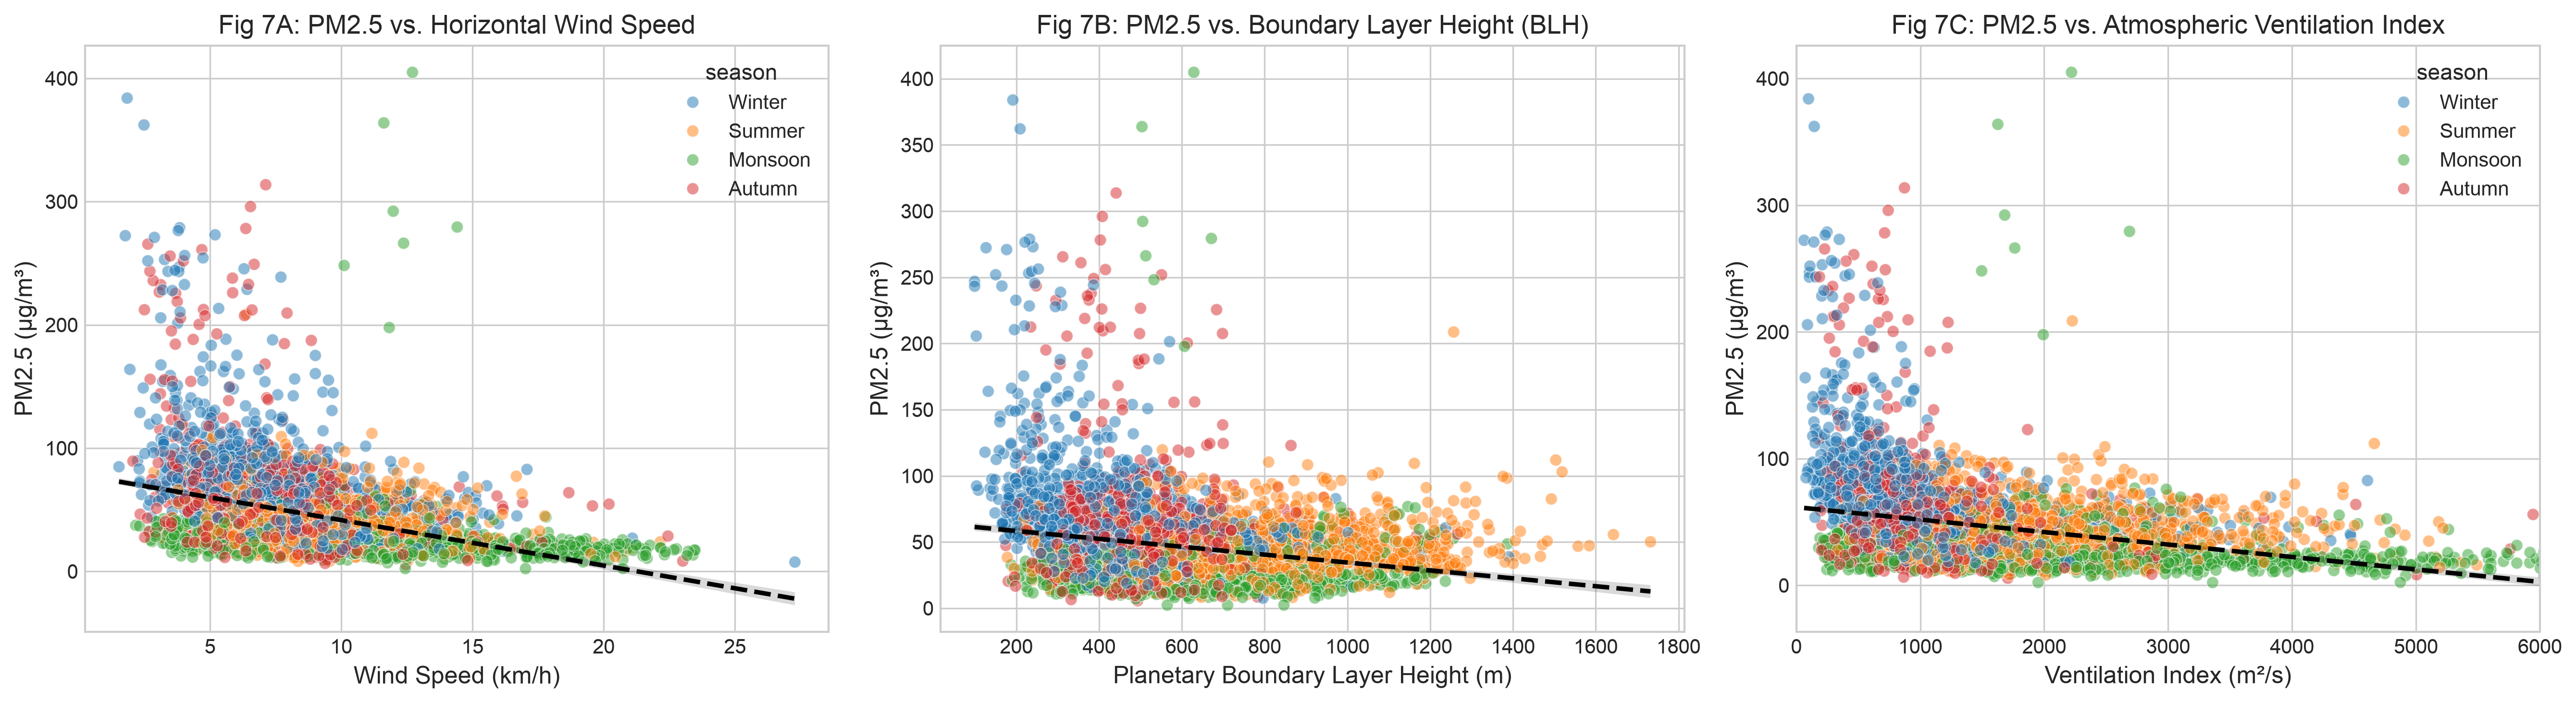 Fig 7A: PM2.5 vs. Horizontal Wind Speed
400
300
200
100
0
PM2.5 (µg/m³)
season
Winter
Summer
Monsoon
Autumn
5
10
15
20
25
Wind Speed (km/h)
Fig 7B: PM2.5 vs. Boundary Layer Height (BLH)
400
350
300
250
200
150
100
50
0
PM2.5 (µg/m³)
200
400
600
800
1000
1200
1400
1600
1800
Planetary Boundary Layer Height (m)
Fig 7C: PM2.5 vs. Atmospheric Ventilation Index
400
300
200
100
0
PM2.5 (µg/m³)
season
Winter
Summer
Monsoon
Autumn
0
1000
2000
3000
4000
5000
6000
Ventilation Index (m²/s)